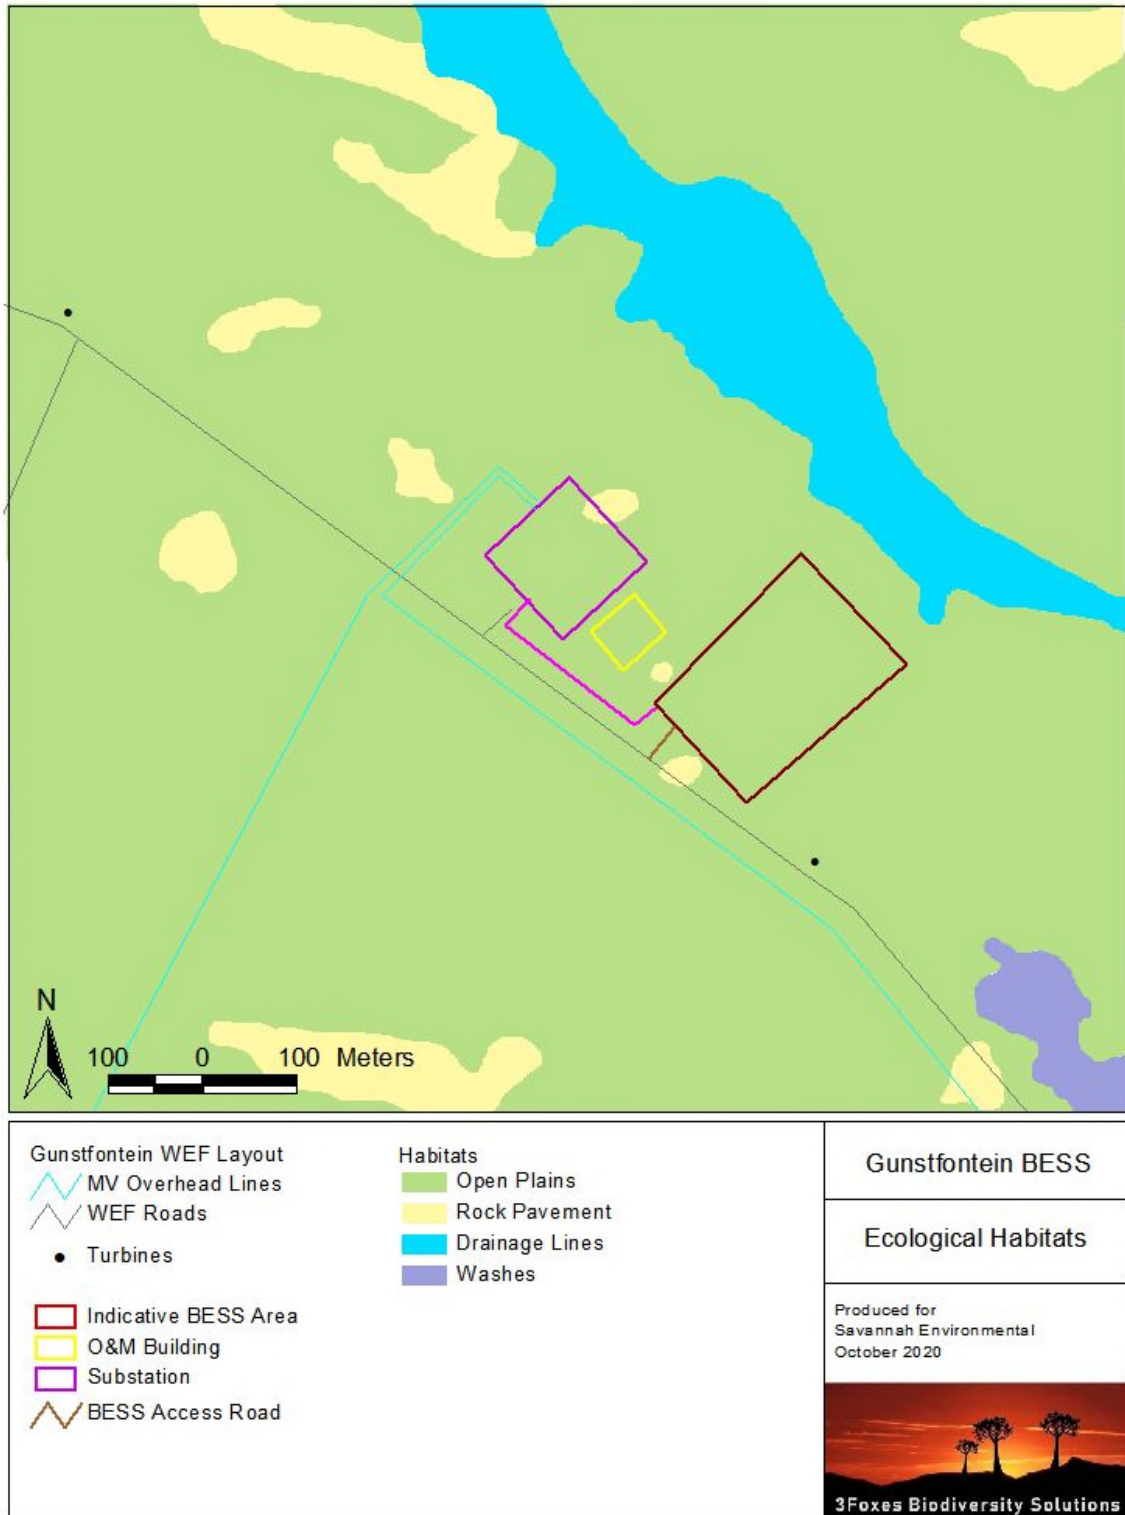 N
100 0 100 Meters
Gunstfontein WEF Layout
MV Overhead Lines
WEF Roads
Turbines
Indicative BESS Area
O&M Building
Substation
BESS Access Road
Habitats
Open Plains
Rock Pavement
Drainage Lines
Washes
Gunstfontein BESS
Ecological Habitats
Produced for
Savannah Environmental
October 2020
3Foxes Biodiversity Solutions